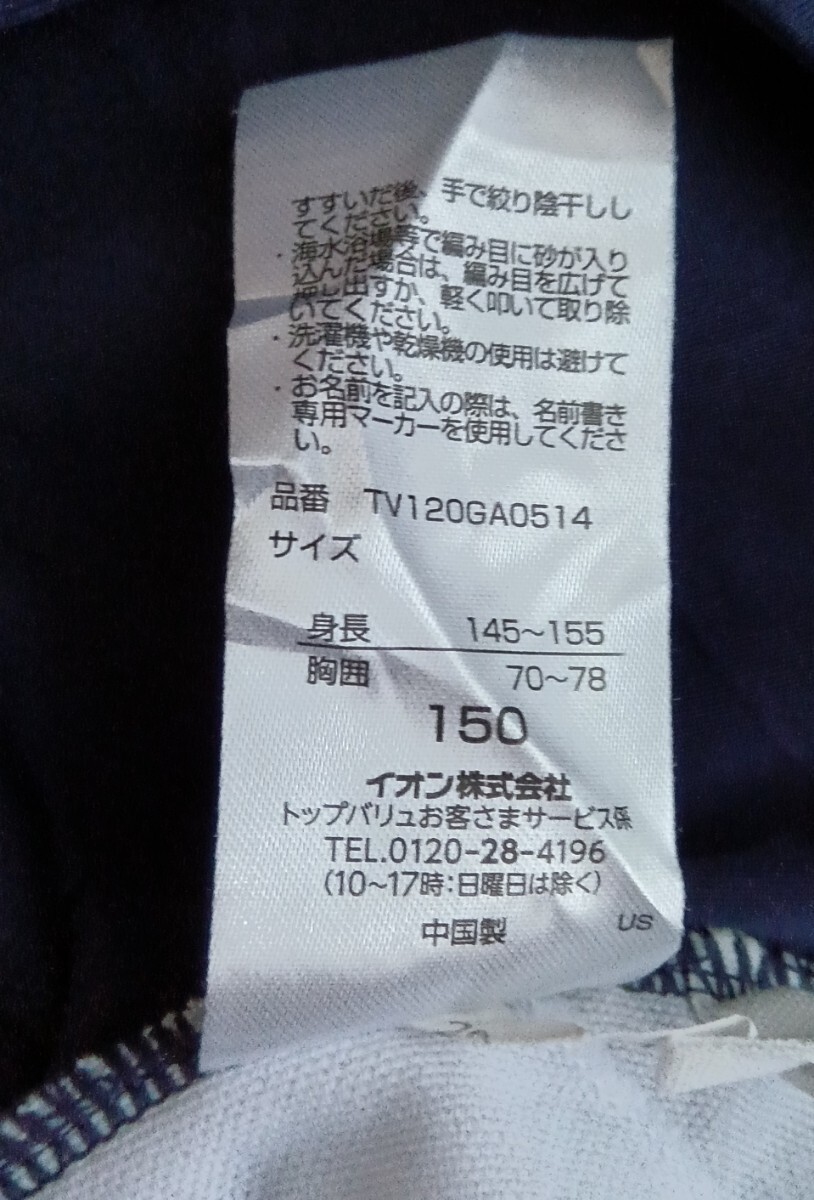 すすいだ後、手で絞り陰干しし
てください。
・海水浴場等で編み目に砂が入り
込んだ場合は、編み目を広げて
押し出すか、軽く叩いて取り除
いてください。
・洗濯機や乾燥機の使用は避けて
ください。
・お名前を記入の際は、名前書き
専用マーカーを使用してくださ
い。
品番 TV120GA0514
サイズ
身長 145~155
胸囲 70~78
150
イオン株式会社
トップバリュお客さまサービス係
TEL.0120-28-4196
(10~17時:日曜日は除く)
中国製 US